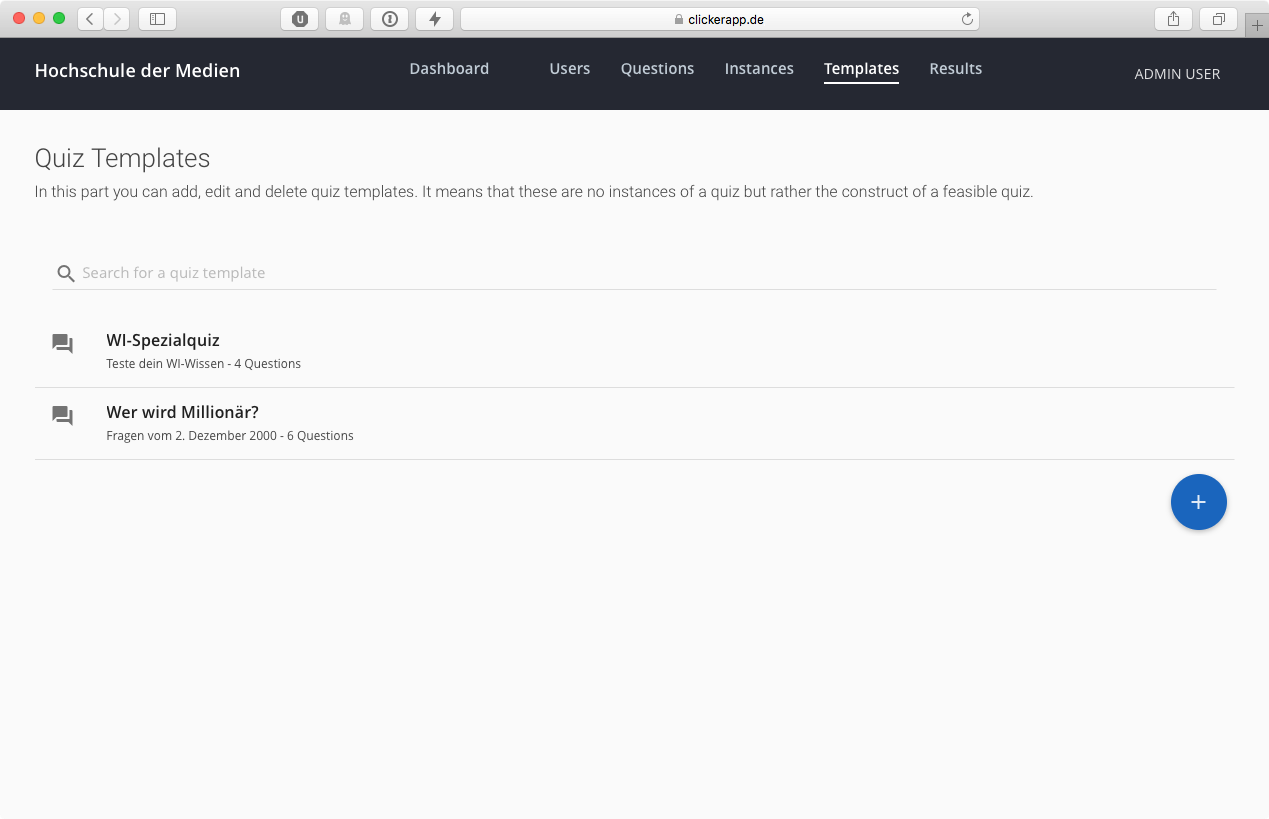 clickerapp.de
Hochschule der Medien
Dashboard
Users
Questions
Instances
Templates
Results
ADMIN USER
Quiz Templates
In this part you can add, edit and delete quiz templates. It means that these are no instances of a quiz but rather the construct of a feasible quiz.
Search for a quiz template
WI-Spezialquiz
Teste dein WI-Wissen - 4 Questions
Wer wird Millionär?
Fragen vom 2. Dezember 2000 - 6 Questions